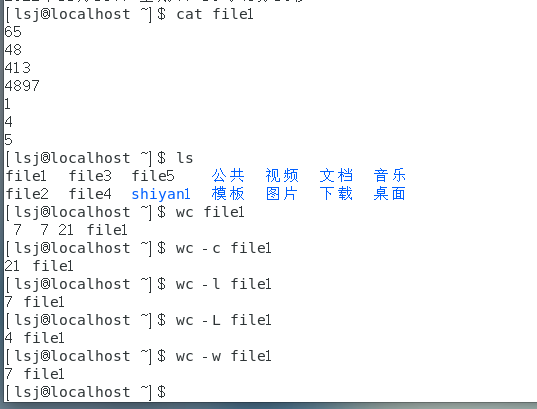 [lsj@localhost ~]$ cat file1
65
48
413
4897
1
4
5
[lsj@localhost ~]$ ls
file1 file3 file5 公共 视频 文档 音乐
file2 file4 shiyan1 模板 图片 下载 桌面
[lsj@localhost ~]$ wc file1
7 7 21 file1
[lsj@localhost ~]$ wc -c file1
21 file1
[lsj@localhost ~]$ wc -l file1
7 file1
[lsj@localhost ~]$ wc -L file1
4 file1
[lsj@localhost ~]$ wc -w file1
7 file1
[lsj@localhost ~]$